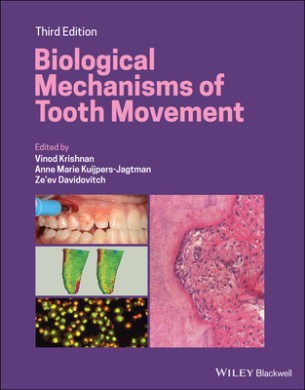 Third Edition
Biological
Mechanisms of
Tooth Movement
Edited by
Vinod Krishnan
Anne Marie Kuijpers-Jagtman
Ze'ev Davidovitch
WILEY Blackwell